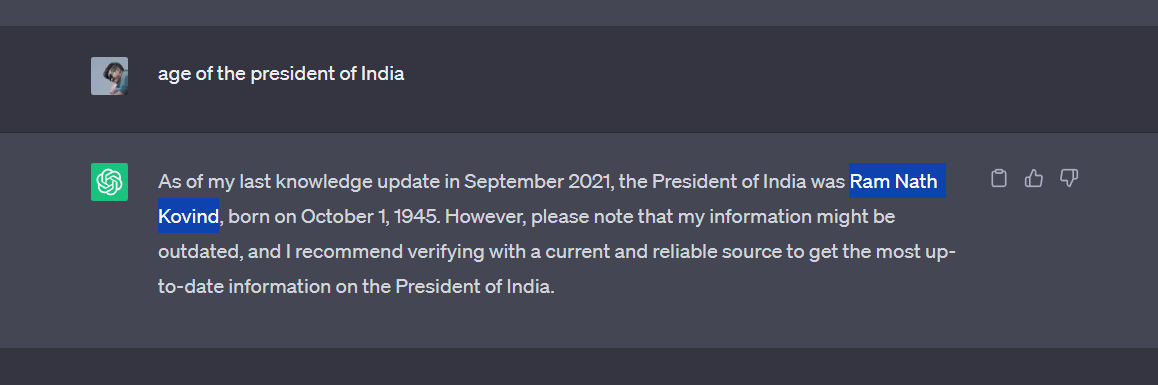 age of the president of India
As of my last knowledge update in September 2021, the President of India was Ram Nath
Kovind, born on October 1, 1945. However, please note that my information might be
outdated, and I recommend verifying with a current and reliable source to get the most up-
to-date information on the President of India.